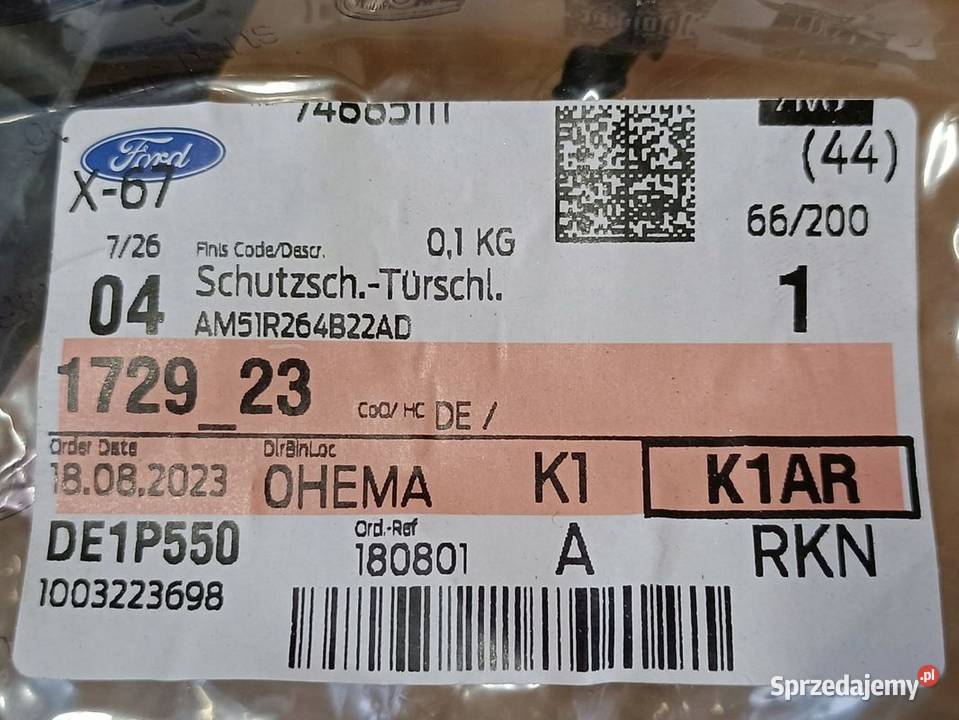 Ford
(44)
X-67
66/200
7/26 Finis Code/Descr. 0,1 KG
04 Schutzsch.-Türschl. 1
AM51R264B22AD
1729_23 CoO/ HC DE /
Order Date DlrBinLoc
18.08.2023 OHEMA K1 K1AR
DE1P550 Ord.-Ref A RKN
180801
1003223698
Sprzedajemy.pl